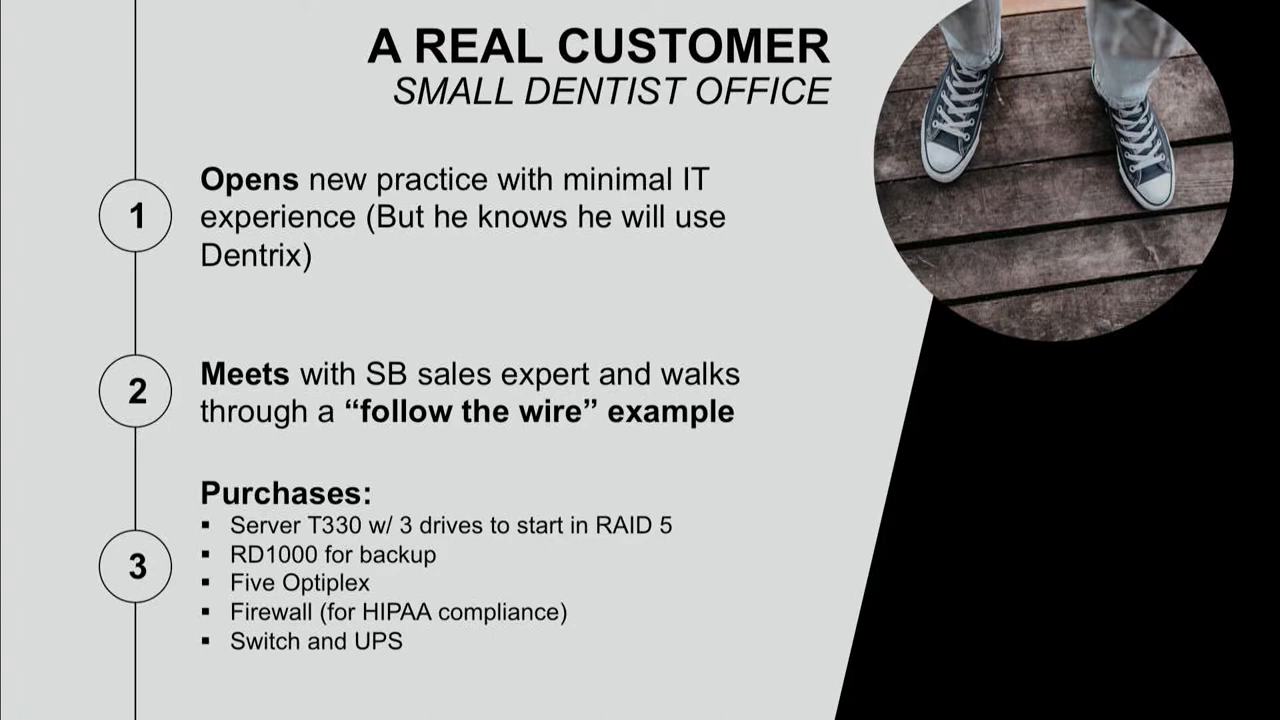 A REAL CUSTOMER
SMALL DENTIST OFFICE
1
Opens new practice with minimal IT
experience (But he knows he will use
Dentrix)
2
Meets with SB sales expert and walks
through a “follow the wire” example
3
Purchases:
▪ Server T330 w/ 3 drives to start in RAID 5
▪ RD1000 for backup
▪ Five Optiplex
▪ Firewall (for HIPAA compliance)
▪ Switch and UPS